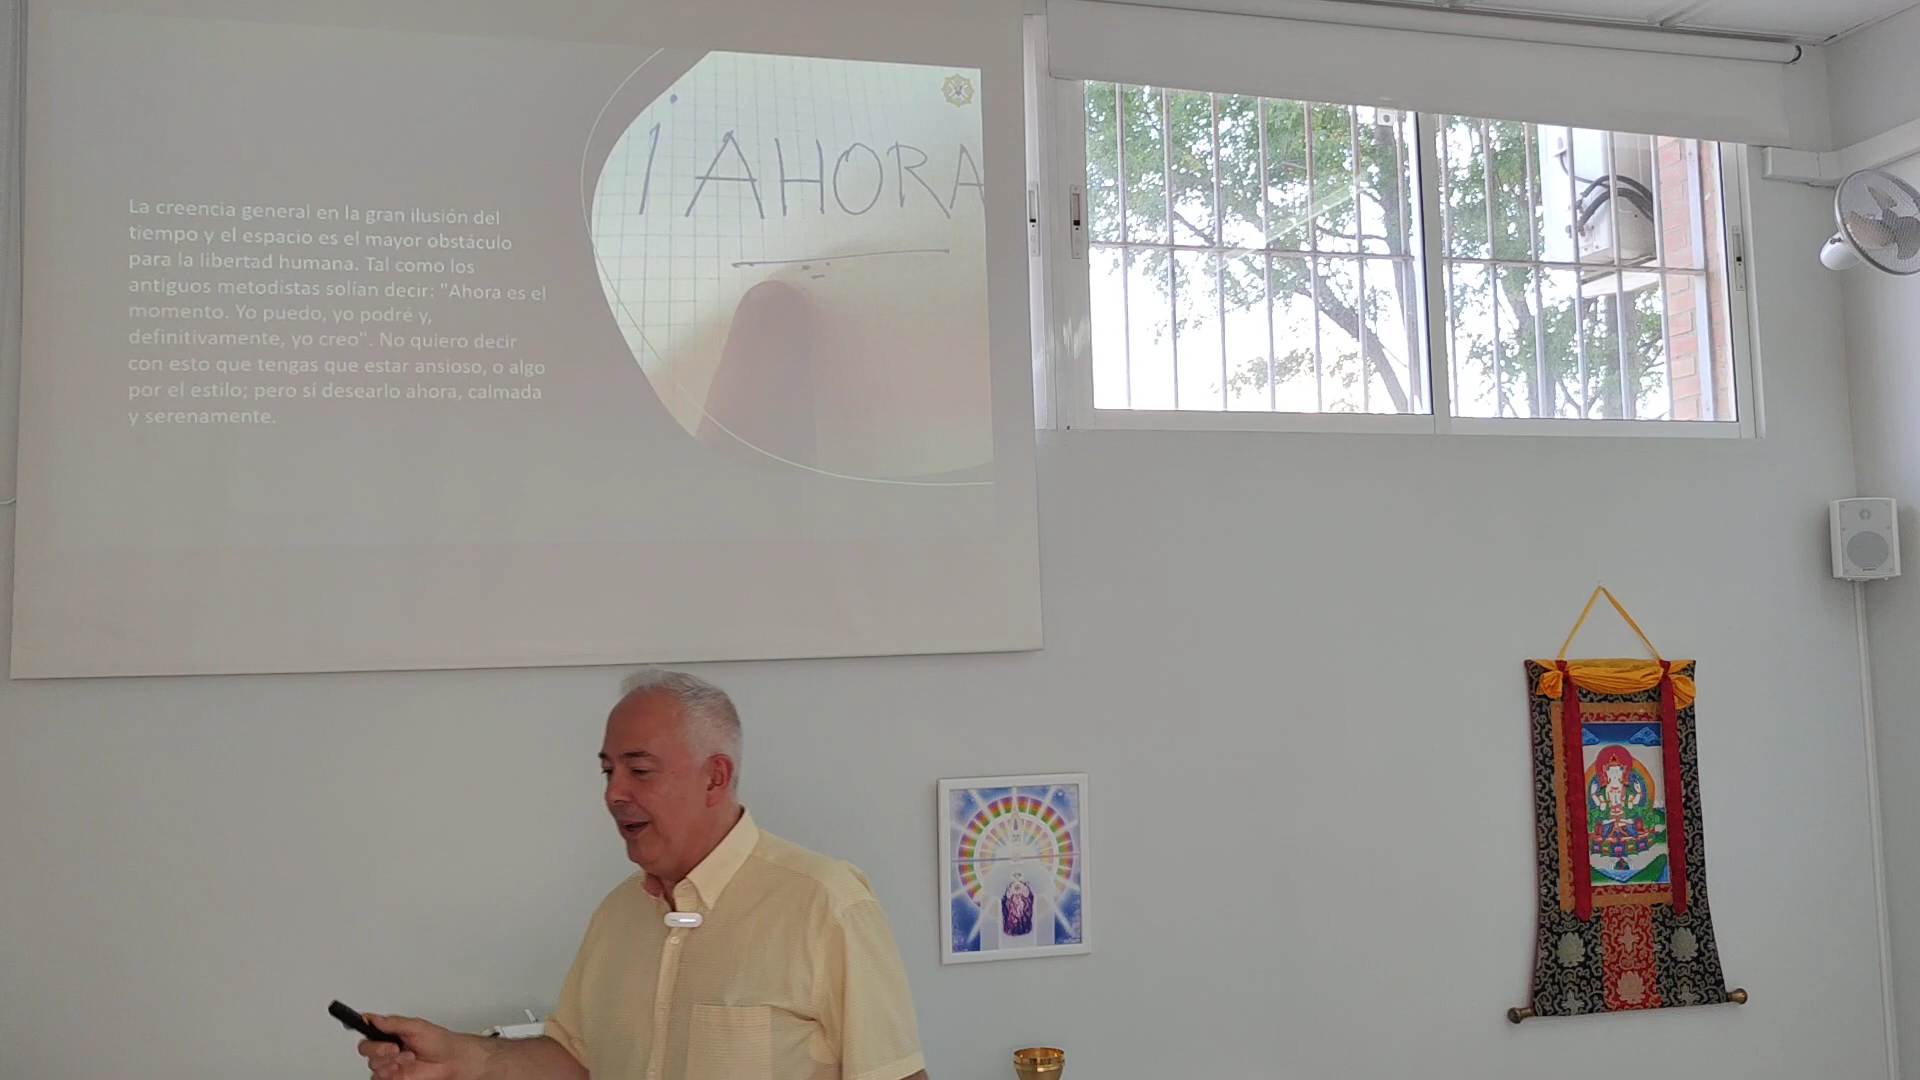 ¡AHORA
La creencia general en la gran ilusión del
tiempo y el espacio es el mayor obstáculo
para la libertad humana. Tal como los
antiguos metodistas solían decir: "Ahora es el
momento. Yo puedo, yo podré y,
definitivamente, yo creo". No quiero decir
con esto que tengas que estar ansioso, o algo
por el estilo; pero sí desearlo ahora, calmada
y serenamente.